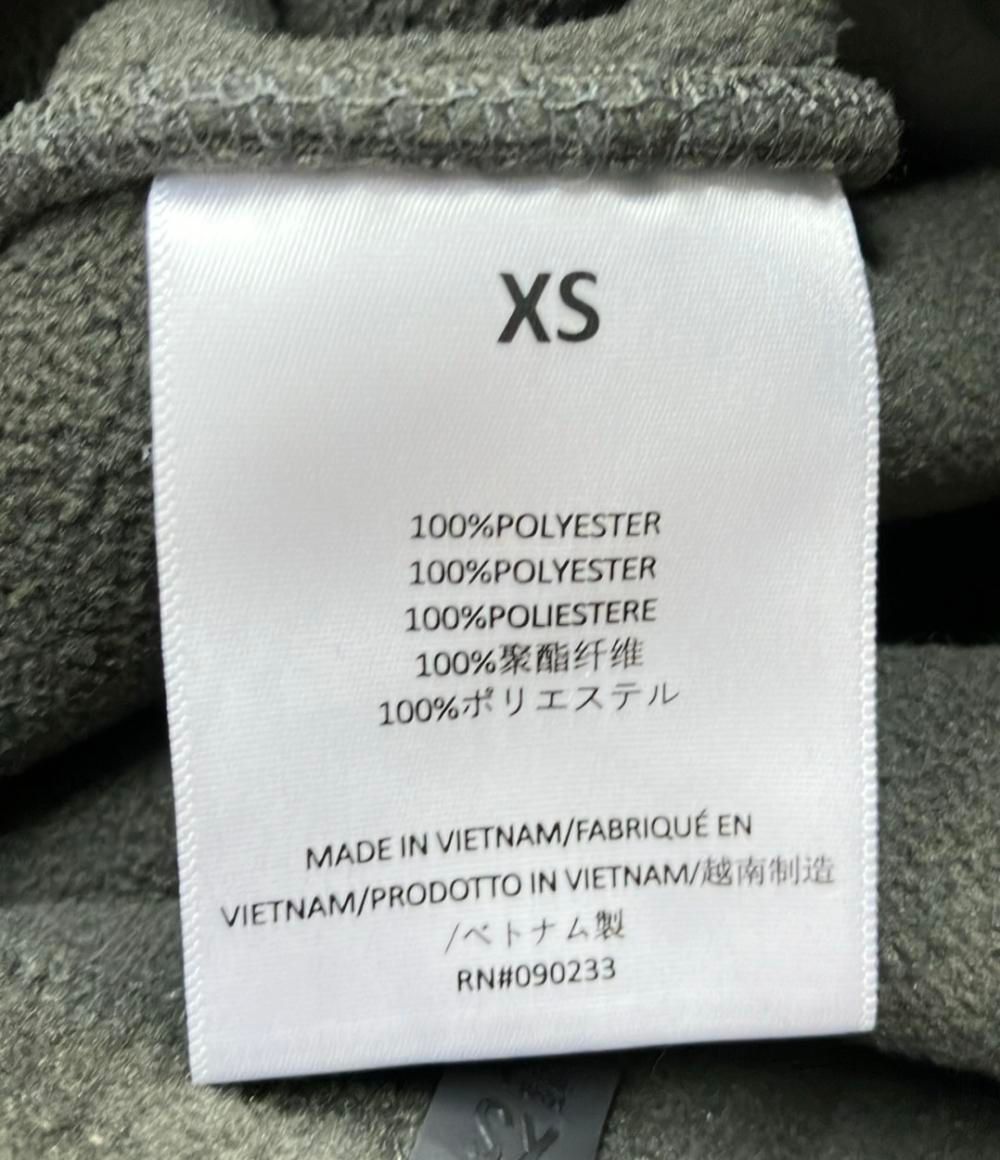 XS
100%POLYESTER
100%POLYESTER
100%POLIESTERE
100%聚酯纤维
100%ポリエステル
MADE IN VIETNAM/FABRIQUÉ EN
VIETNAM/PRODOTTO IN VIETNAM/越南制造
/ベトナム製
RN#090233